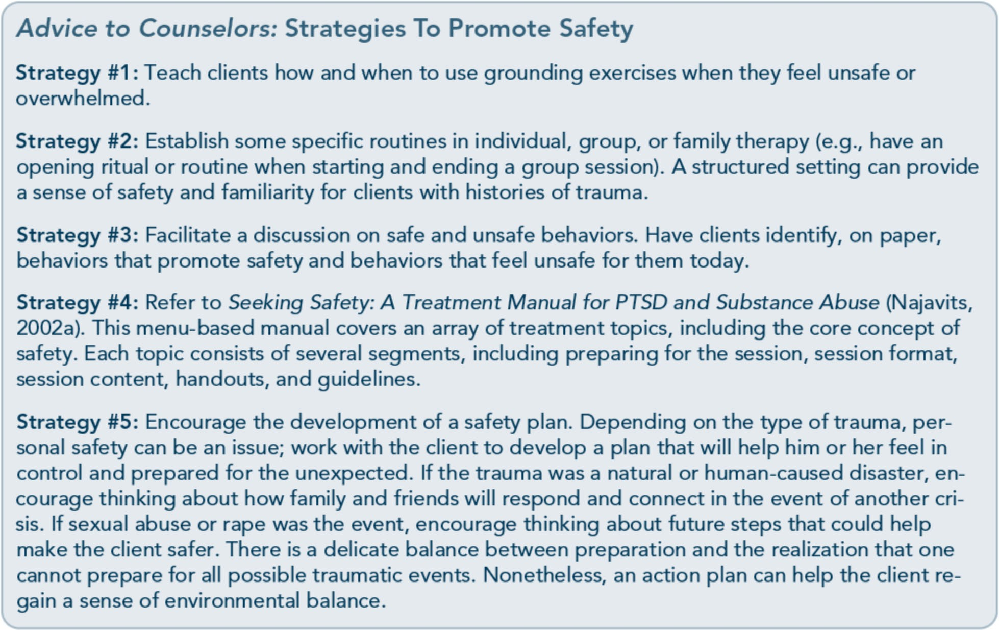 Advice to Counselors: Strategies To Promote Safety
Strategy #1: Teach clients how and when to use grounding exercises when they feel unsafe or
overwhelmed.
Strategy #2: Establish some specific routines in individual, group, or family therapy (e.g., have an
opening ritual or routine when starting and ending a group session). A structured setting can provide
a sense of safety and familiarity for clients with histories of trauma.
Strategy #3: Facilitate a discussion on safe and unsafe behaviors. Have clients identify, on paper,
behaviors that promote safety and behaviors that feel unsafe for them today.
Strategy #4: Refer to Seeking Safety: A Treatment Manual for PTSD and Substance Abuse (Najavits,
2002a). This menu-based manual covers an array of treatment topics, including the core concept of
safety. Each topic consists of several segments, including preparing for the session, session format,
session content, handouts, and guidelines.
Strategy #5: Encourage the development of a safety plan. Depending on the type of trauma, per-
sonal safety can be an issue; work with the client to develop a plan that will help him or her feel in
control and prepared for the unexpected. If the trauma was a natural or human-caused disaster, en-
courage thinking about how family and friends will respond and connect in the event of another cri-
sis. If sexual abuse or rape was the event, encourage thinking about future steps that could help
make the client safer. There is a delicate balance between preparation and the realization that one
cannot prepare for all possible traumatic events. Nonetheless, an action plan can help the client re-
gain a sense of environmental balance.